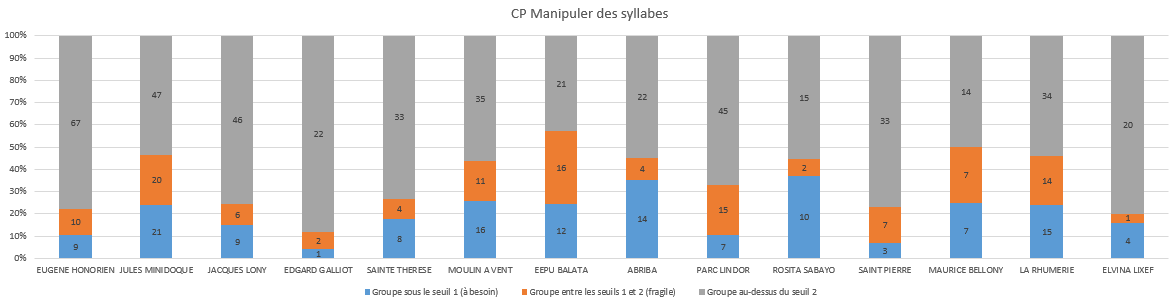 CP Manipuler des syllabes
100%
90%
80%
70%
60%
50%
40%
30%
20%
10%
0%
67 47 46 22 33 35 21 22 45 15 33 14 34 20
10 20 6 2 4 11 16 4 15 2 7 7 14 1
9 21 9 1 8 16 12 14 7 10 3 7 15 4
EUGENE HONORIEN JULES MINIDOQUE JACQUES LONY EDGARD GALLIOT SAINTE THERESE MOULIN A VENT EEPU BALATA ABRIBA PARC LINDOR ROSITA SABAYO SAINT PIERRE MAURICE BELLONY LA RHUMERIE ELVINA LIXEF
Groupe sous le seuil 1 (à besoin) Groupe entre les seuils 1 et 2 (fragile) Groupe au-dessus du seuil 2